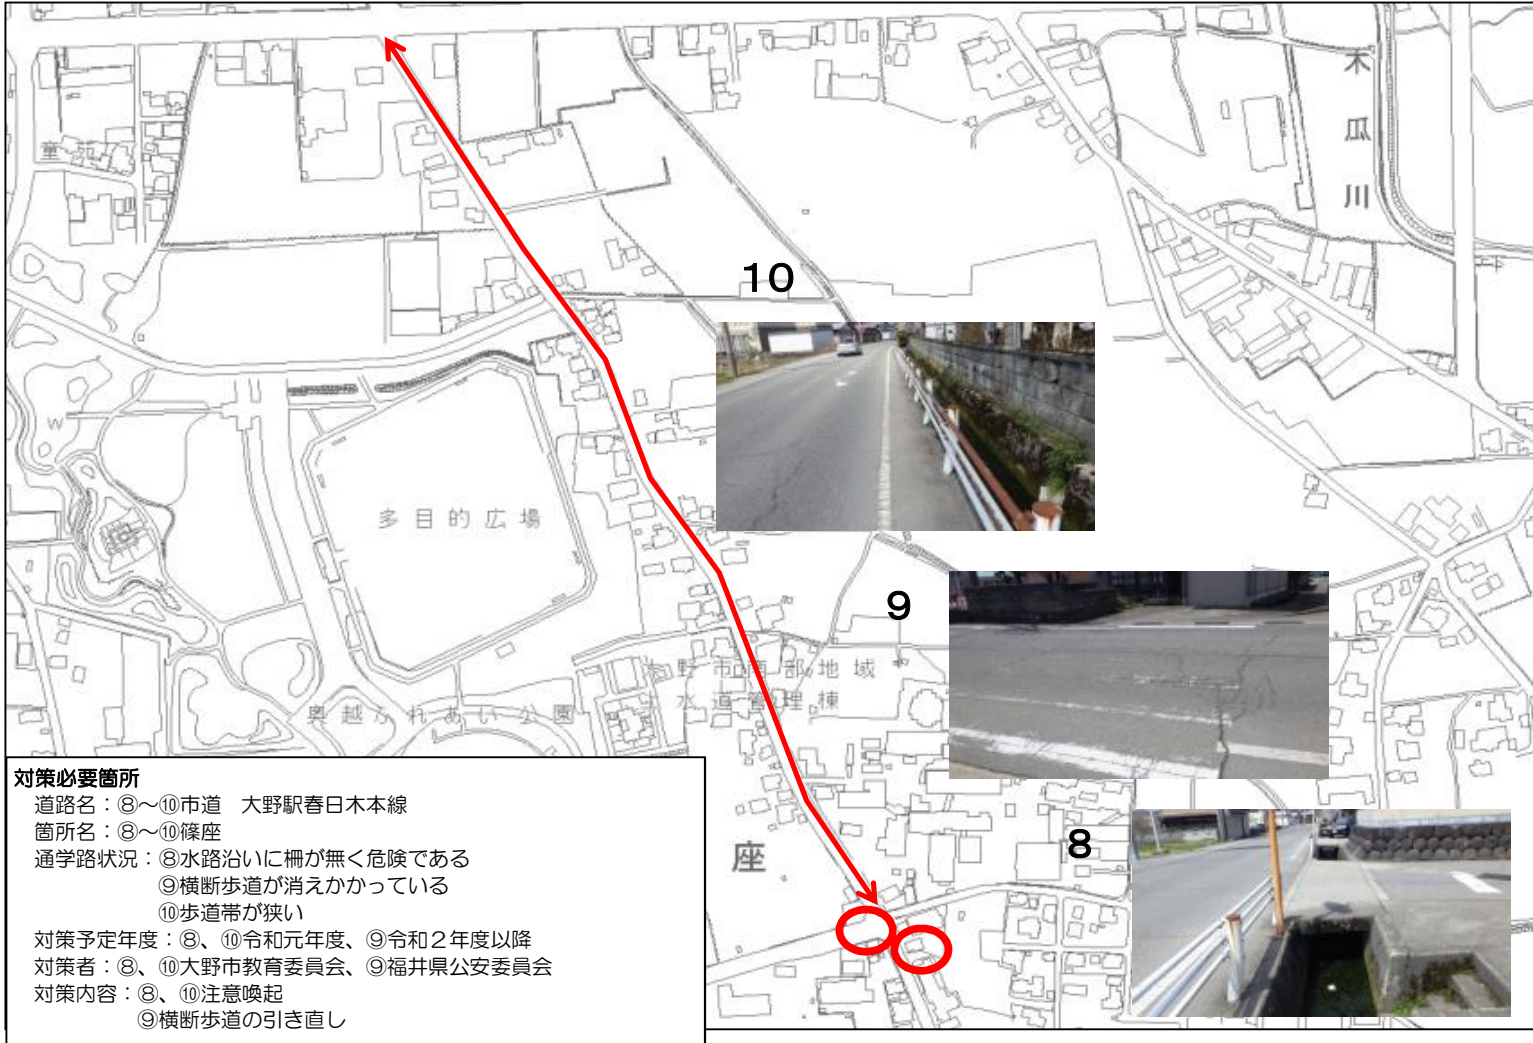 木
瓜
川
童
10
W
多目的広場
9
野市南部地域
水道管理棟
奥越ふれあい公園
8
座
対策必要箇所
道路名：⑧～⑩市道　大野駅春日木本線
箇所名：⑧～⑩篠座
通学路状況：⑧水路沿いに柵が無く危険である
⑨横断歩道が消えかかっている
⑩歩道帯が狭い
対策予定年度：⑧、⑩令和元年度、⑨令和２年度以降
対策者：⑧、⑩大野市教育委員会、⑨福井県公安委員会
対策内容：⑧、⑩注意喚起
⑨横断歩道の引き直し